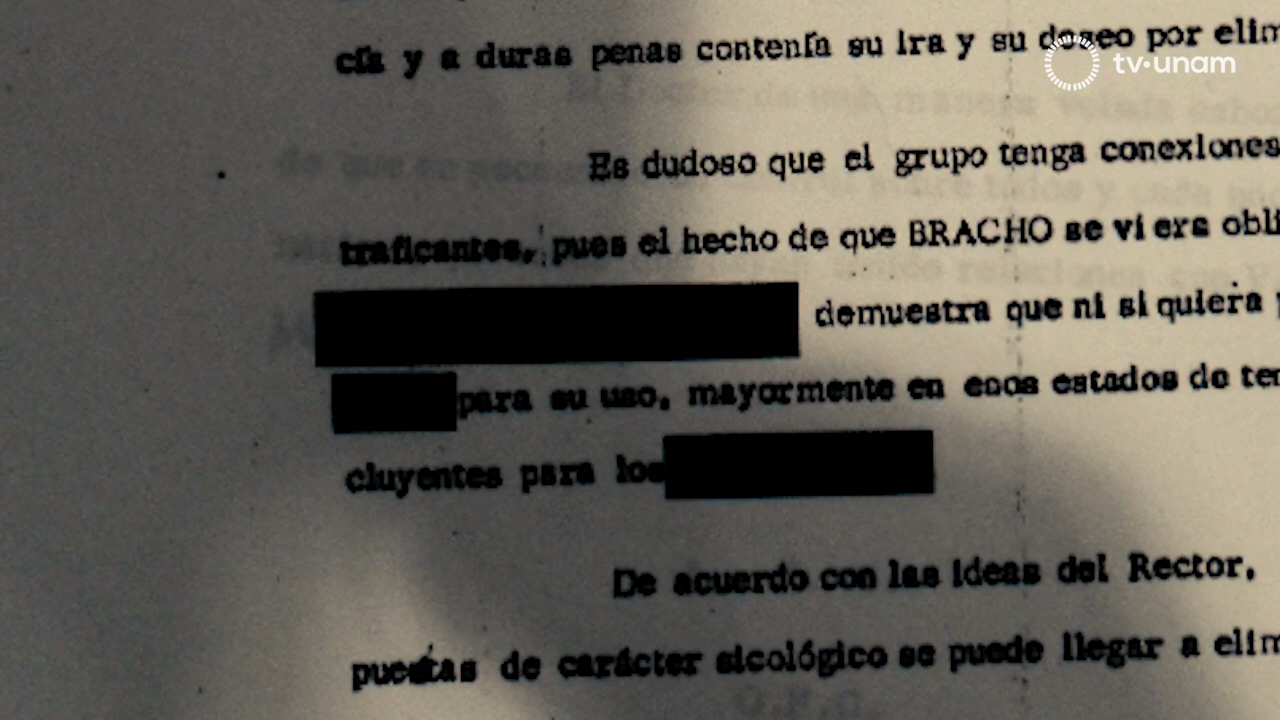 cía y a duras penas contenía su ira y su deseo por elim
tv·unam
Es dudoso que el grupo tenga conexiones
traficantes, pues el hecho de que BRACHO se viera obli
demuestra que ni siquiera
para su uso, mayormente en esos estados de ten
cluyentes para los
De acuerdo con las ideas del Rector,
puestas de carácter sicológico se puede llegar a elim